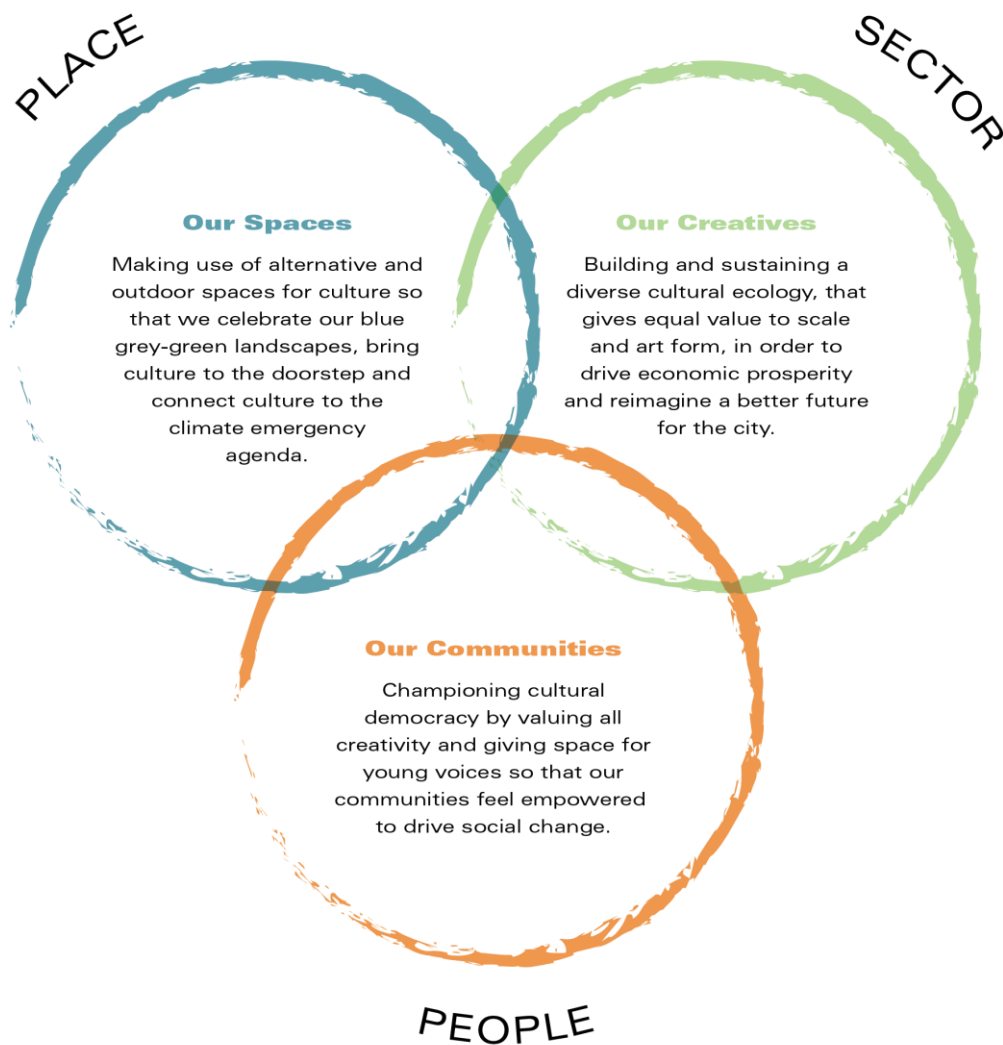 PLACE
SECTOR
Our Spaces
Making use of alternative and
outdoor spaces for culture so
that we celebrate our blue
grey-green landscapes, bring
culture to the doorstep and
connect culture to the
climate emergency
agenda.
Our Creatives
Building and sustaining a
diverse cultural ecology, that
gives equal value to scale
and art form, in order to
drive economic prosperity
and reimagine a better future
for the city.
Our Communities
Championing cultural
democracy by valuing all
creativity and giving space for
young voices so that our
communities feel empowered
to drive social change.
PEOPLE